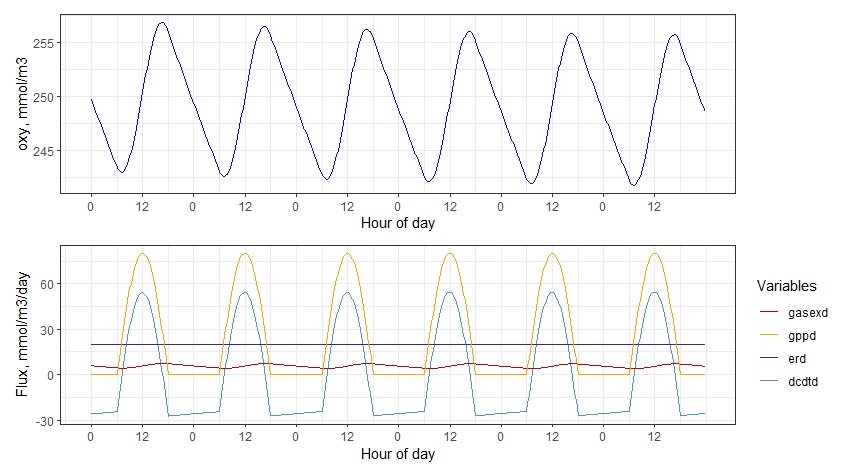 255
250
245
oxy, mmol/m3
0 12 0 12 0 12 0 12 0 12 0 12
Hour of day
60
30
0
-30
Flux, mmol/m3/day
0 12 0 12 0 12 0 12 0 12 0 12
Hour of day
Variables
gasexd
gppd
erd
dcdtd